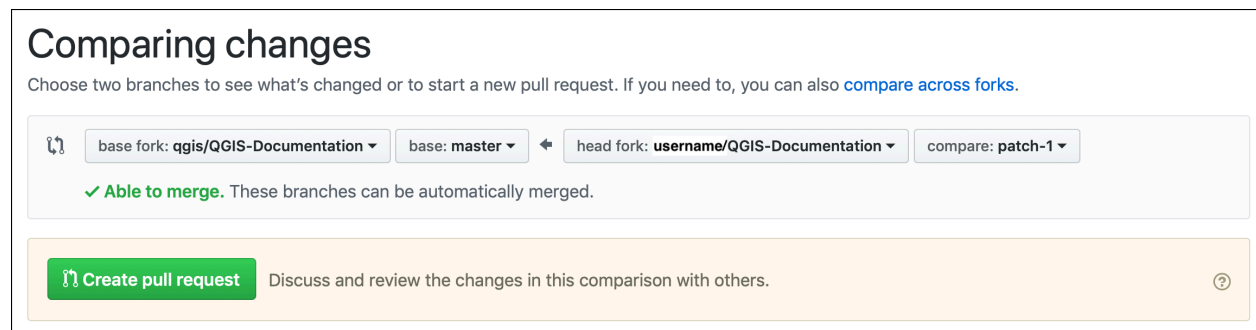 Comparing changes
Choose two branches to see what’s changed or to start a new pull request. If you need to, you can also compare across forks.
base fork: qgis/QGIS-Documentation base: master head fork: username/QGIS-Documentation compare: patch-1
Able to merge. These branches can be automatically merged.
Create pull request Discuss and review the changes in this comparison with others.